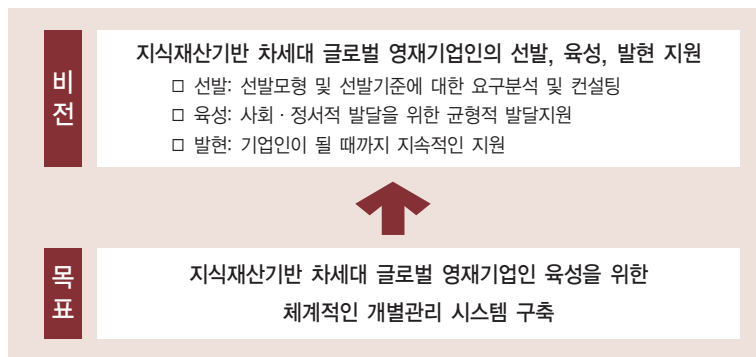 비전
지식재산기반 차세대 글로벌 영재기업인의 선발, 육성, 발현 지원
□ 선발: 선발모형 및 선발기준에 대한 요구분석 및 컨설팅
□ 육성: 사회·정서적 발달을 위한 균형적 발달지원
□ 발현: 기업인이 될 때까지 지속적인 지원
목표
지식재산기반 차세대 글로벌 영재기업인 육성을 위한
체계적인 개별관리 시스템 구축